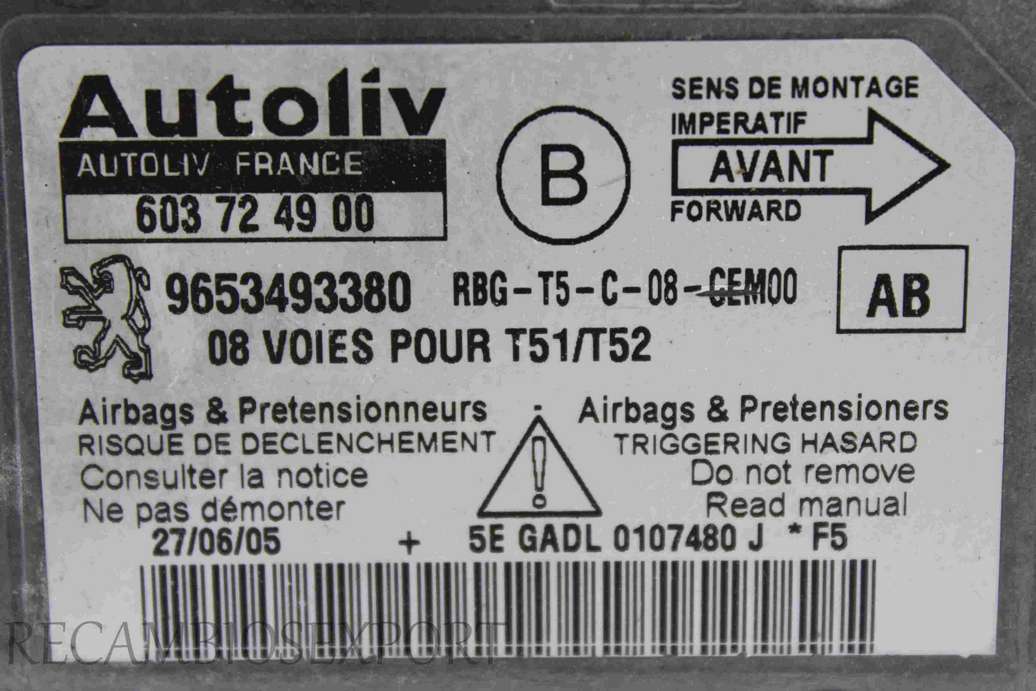 Autoliv
AUTOLIV FRANCE
603 72 49 00
B
SENS DE MONTAGE
IMPERATIF
AVANT
FORWARD
9653493380 RBG-T5-C-08-CEM00
AB
08 VOIES POUR T51/T52
Airbags & Pretensionneurs
RISQUE DE DECLENCHEMENT
Consulter la notice
Ne pas démonter
Airbags & Pretensioners
TRIGGERING HASARD
Do not remove
Read manual
27/06/05 + 5E GADL 0107480 J * F5
RECAMBIOSEXPORT